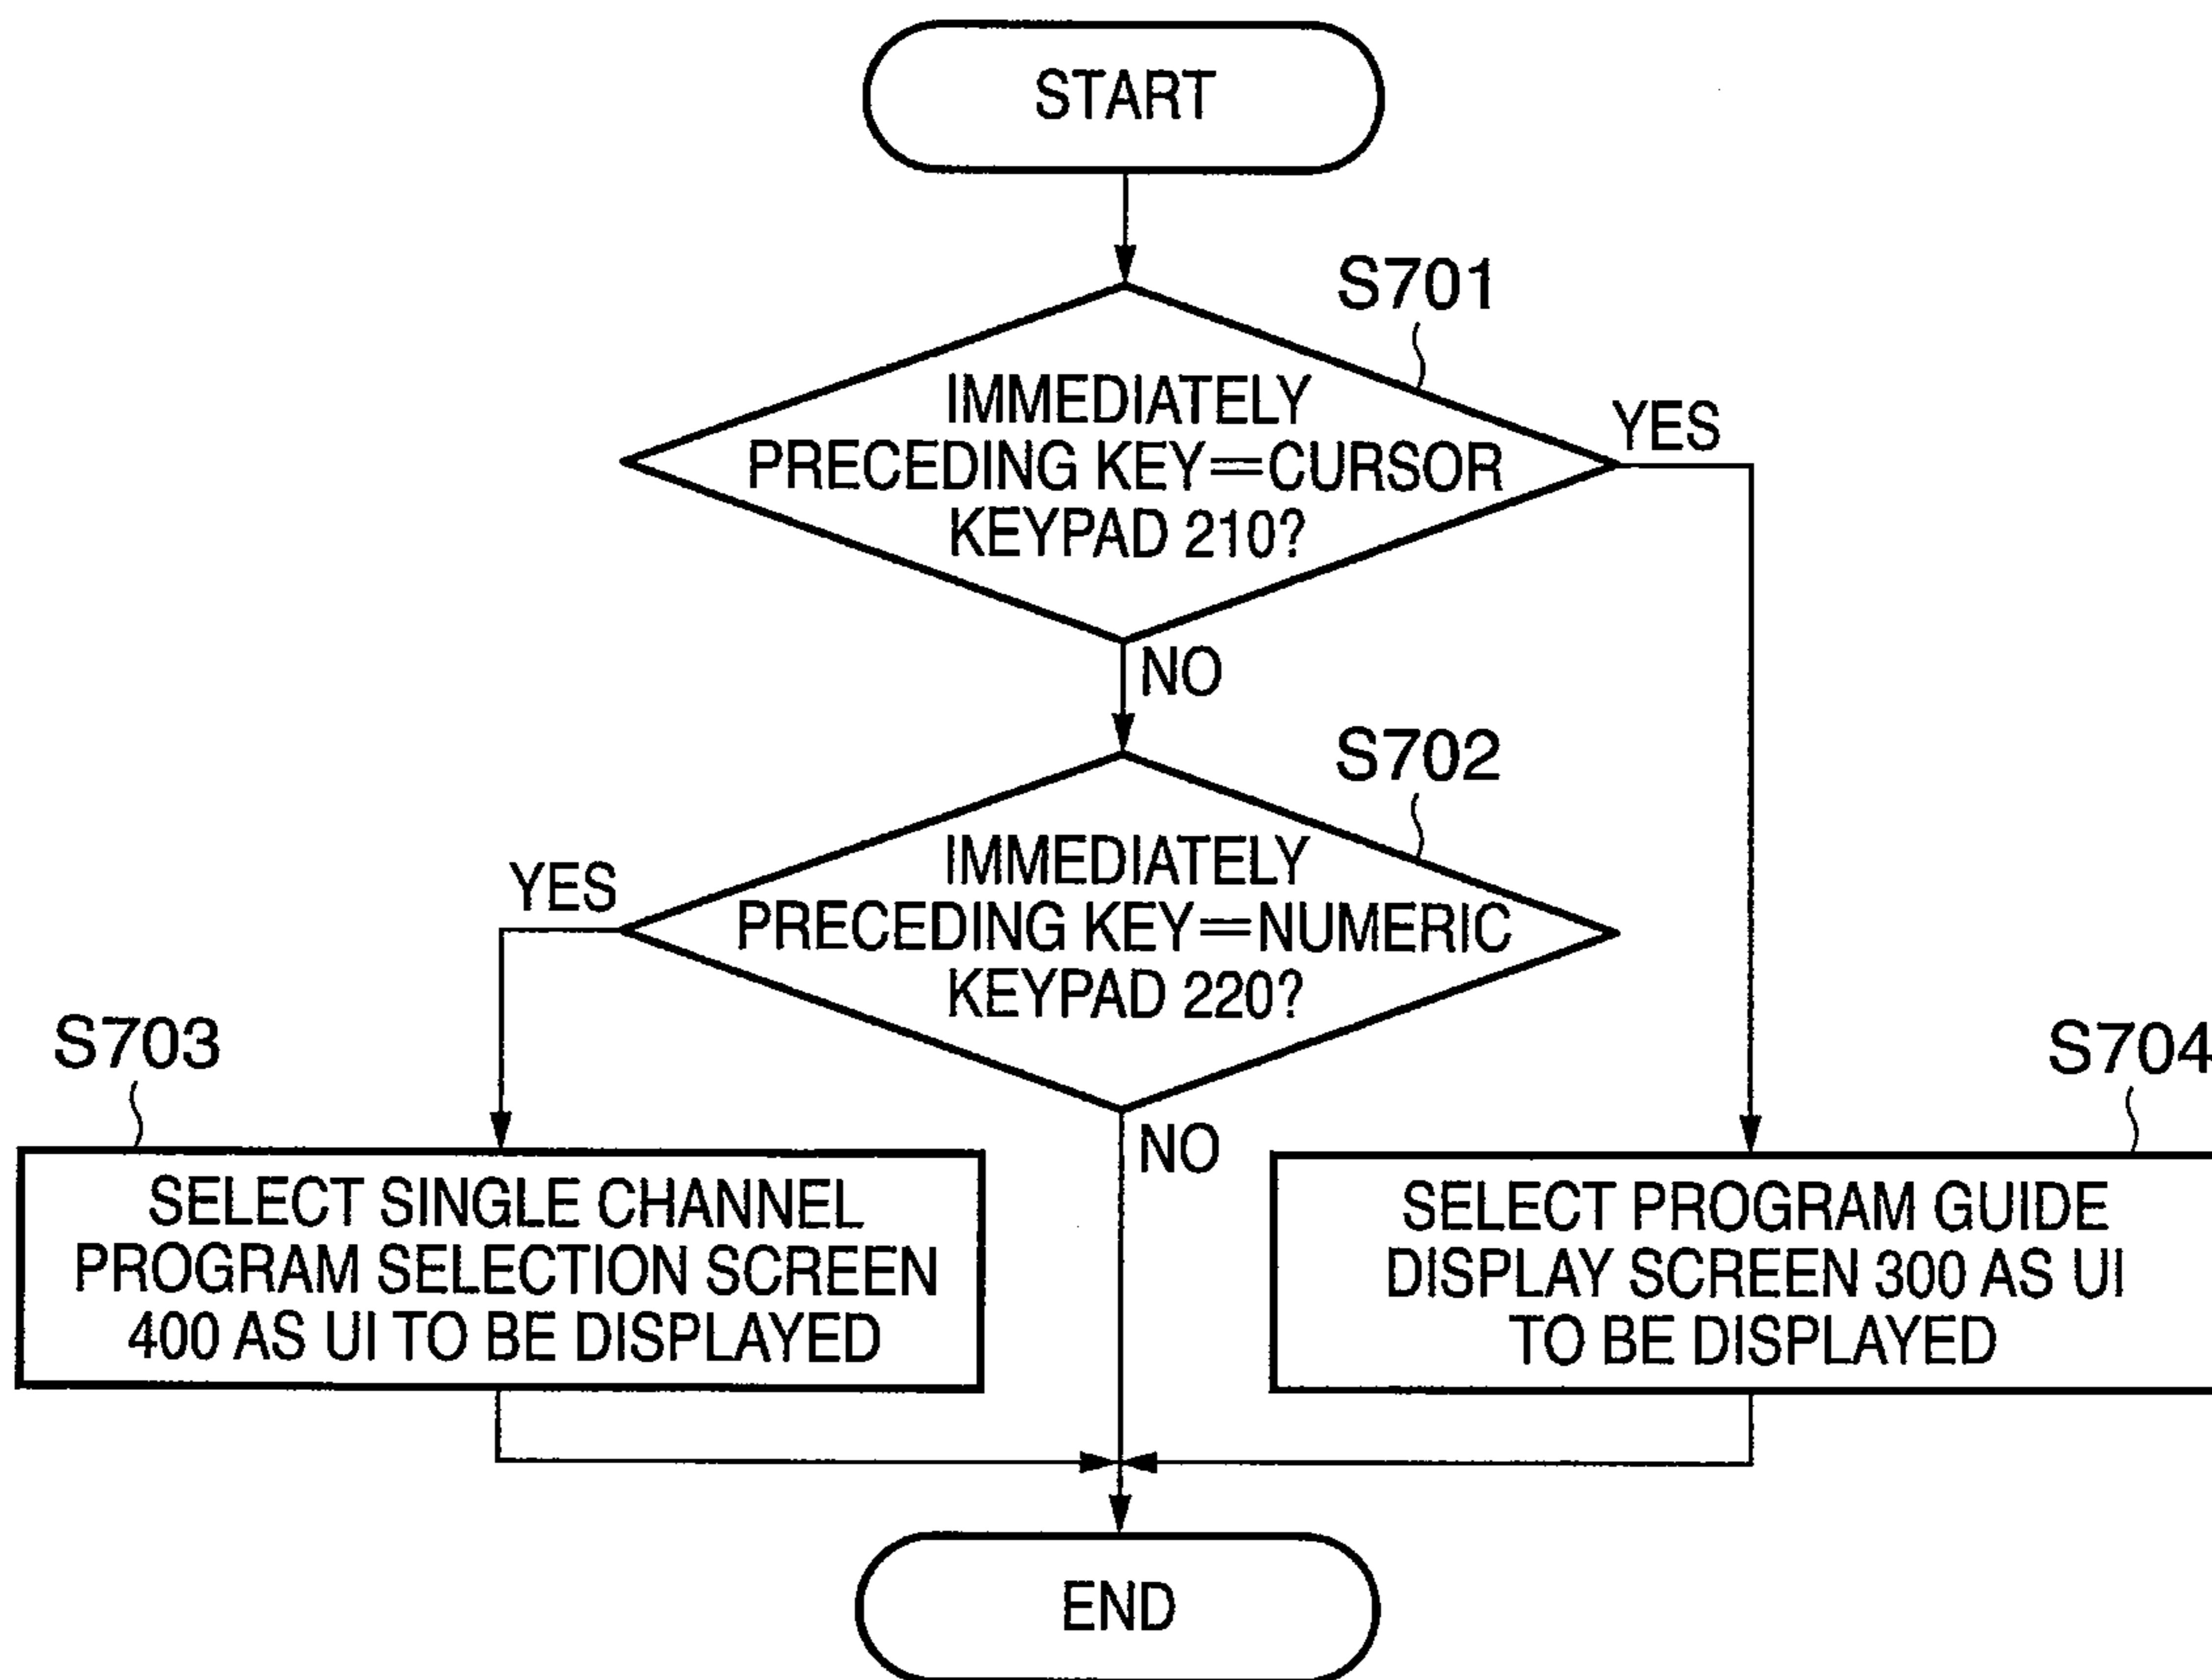 START
S701
IMMEDIATELY
PRECEDING KEY=CURSOR
KEYPAD 210?
YES
NO
S702
IMMEDIATELY
PRECEDING KEY=NUMERIC
KEYPAD 220?
YES
NO
S703
SELECT SINGLE CHANNEL
PROGRAM SELECTION SCREEN
400 AS UI TO BE DISPLAYED
S704
SELECT PROGRAM GUIDE
DISPLAY SCREEN 300 AS UI
TO BE DISPLAYED
END